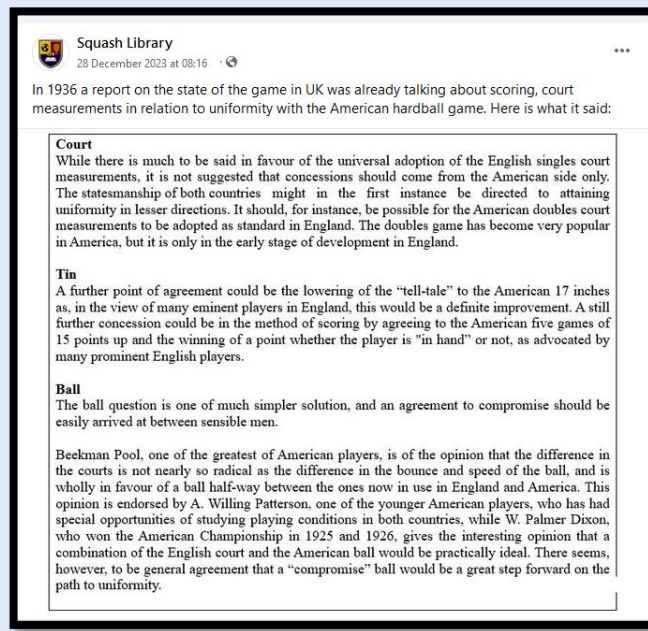 Squash Library
28 December 2023 at 08:16 ·
In 1936 a report on the state of the game in UK was already talking about scoring, court
measurements in relation to uniformity with the American hardball game. Here is what it said:
Court
While there is much to be said in favour of the universal adoption of the English singles court
measurements, it is not suggested that concessions should come from the American side only.
The statesmanship of both countries might in the first instance be directed to attaining
uniformity in lesser directions. It should, for instance, be possible for the American doubles court
measurements to be adopted as standard in England. The doubles game has become very popular
in America, but it is only in the early stage of development in England.
Tin
A further point of agreement could be the lowering of the “tell-tale” to the American 17 inches
as, in the view of many eminent players in England, this would be a definite improvement. A still
further concession could be in the method of scoring by agreeing to the American five games of
15 points up and the winning of a point whether the player is "in hand” or not, as advocated by
many prominent English players.
Ball
The ball question is one of much simpler solution, and an agreement to compromise should be
easily arrived at between sensible men.
Beekman Pool, one of the greatest of American players, is of the opinion that the difference in
the courts is not nearly so radical as the difference in the bounce and speed of the ball, and is
wholly in favour of a ball half-way between the ones now in use in England and America. This
opinion is endorsed by A. Willing Patterson, one of the younger American players, who has had
special opportunities of studying playing conditions in both countries, while W. Palmer Dixon,
who won the American Championship in 1925 and 1926, gives the interesting opinion that a
combination of the English court and the American ball would be practically ideal. There seems,
however, to be general agreement that a “compromise” ball would be a great step forward on the
path to uniformity.